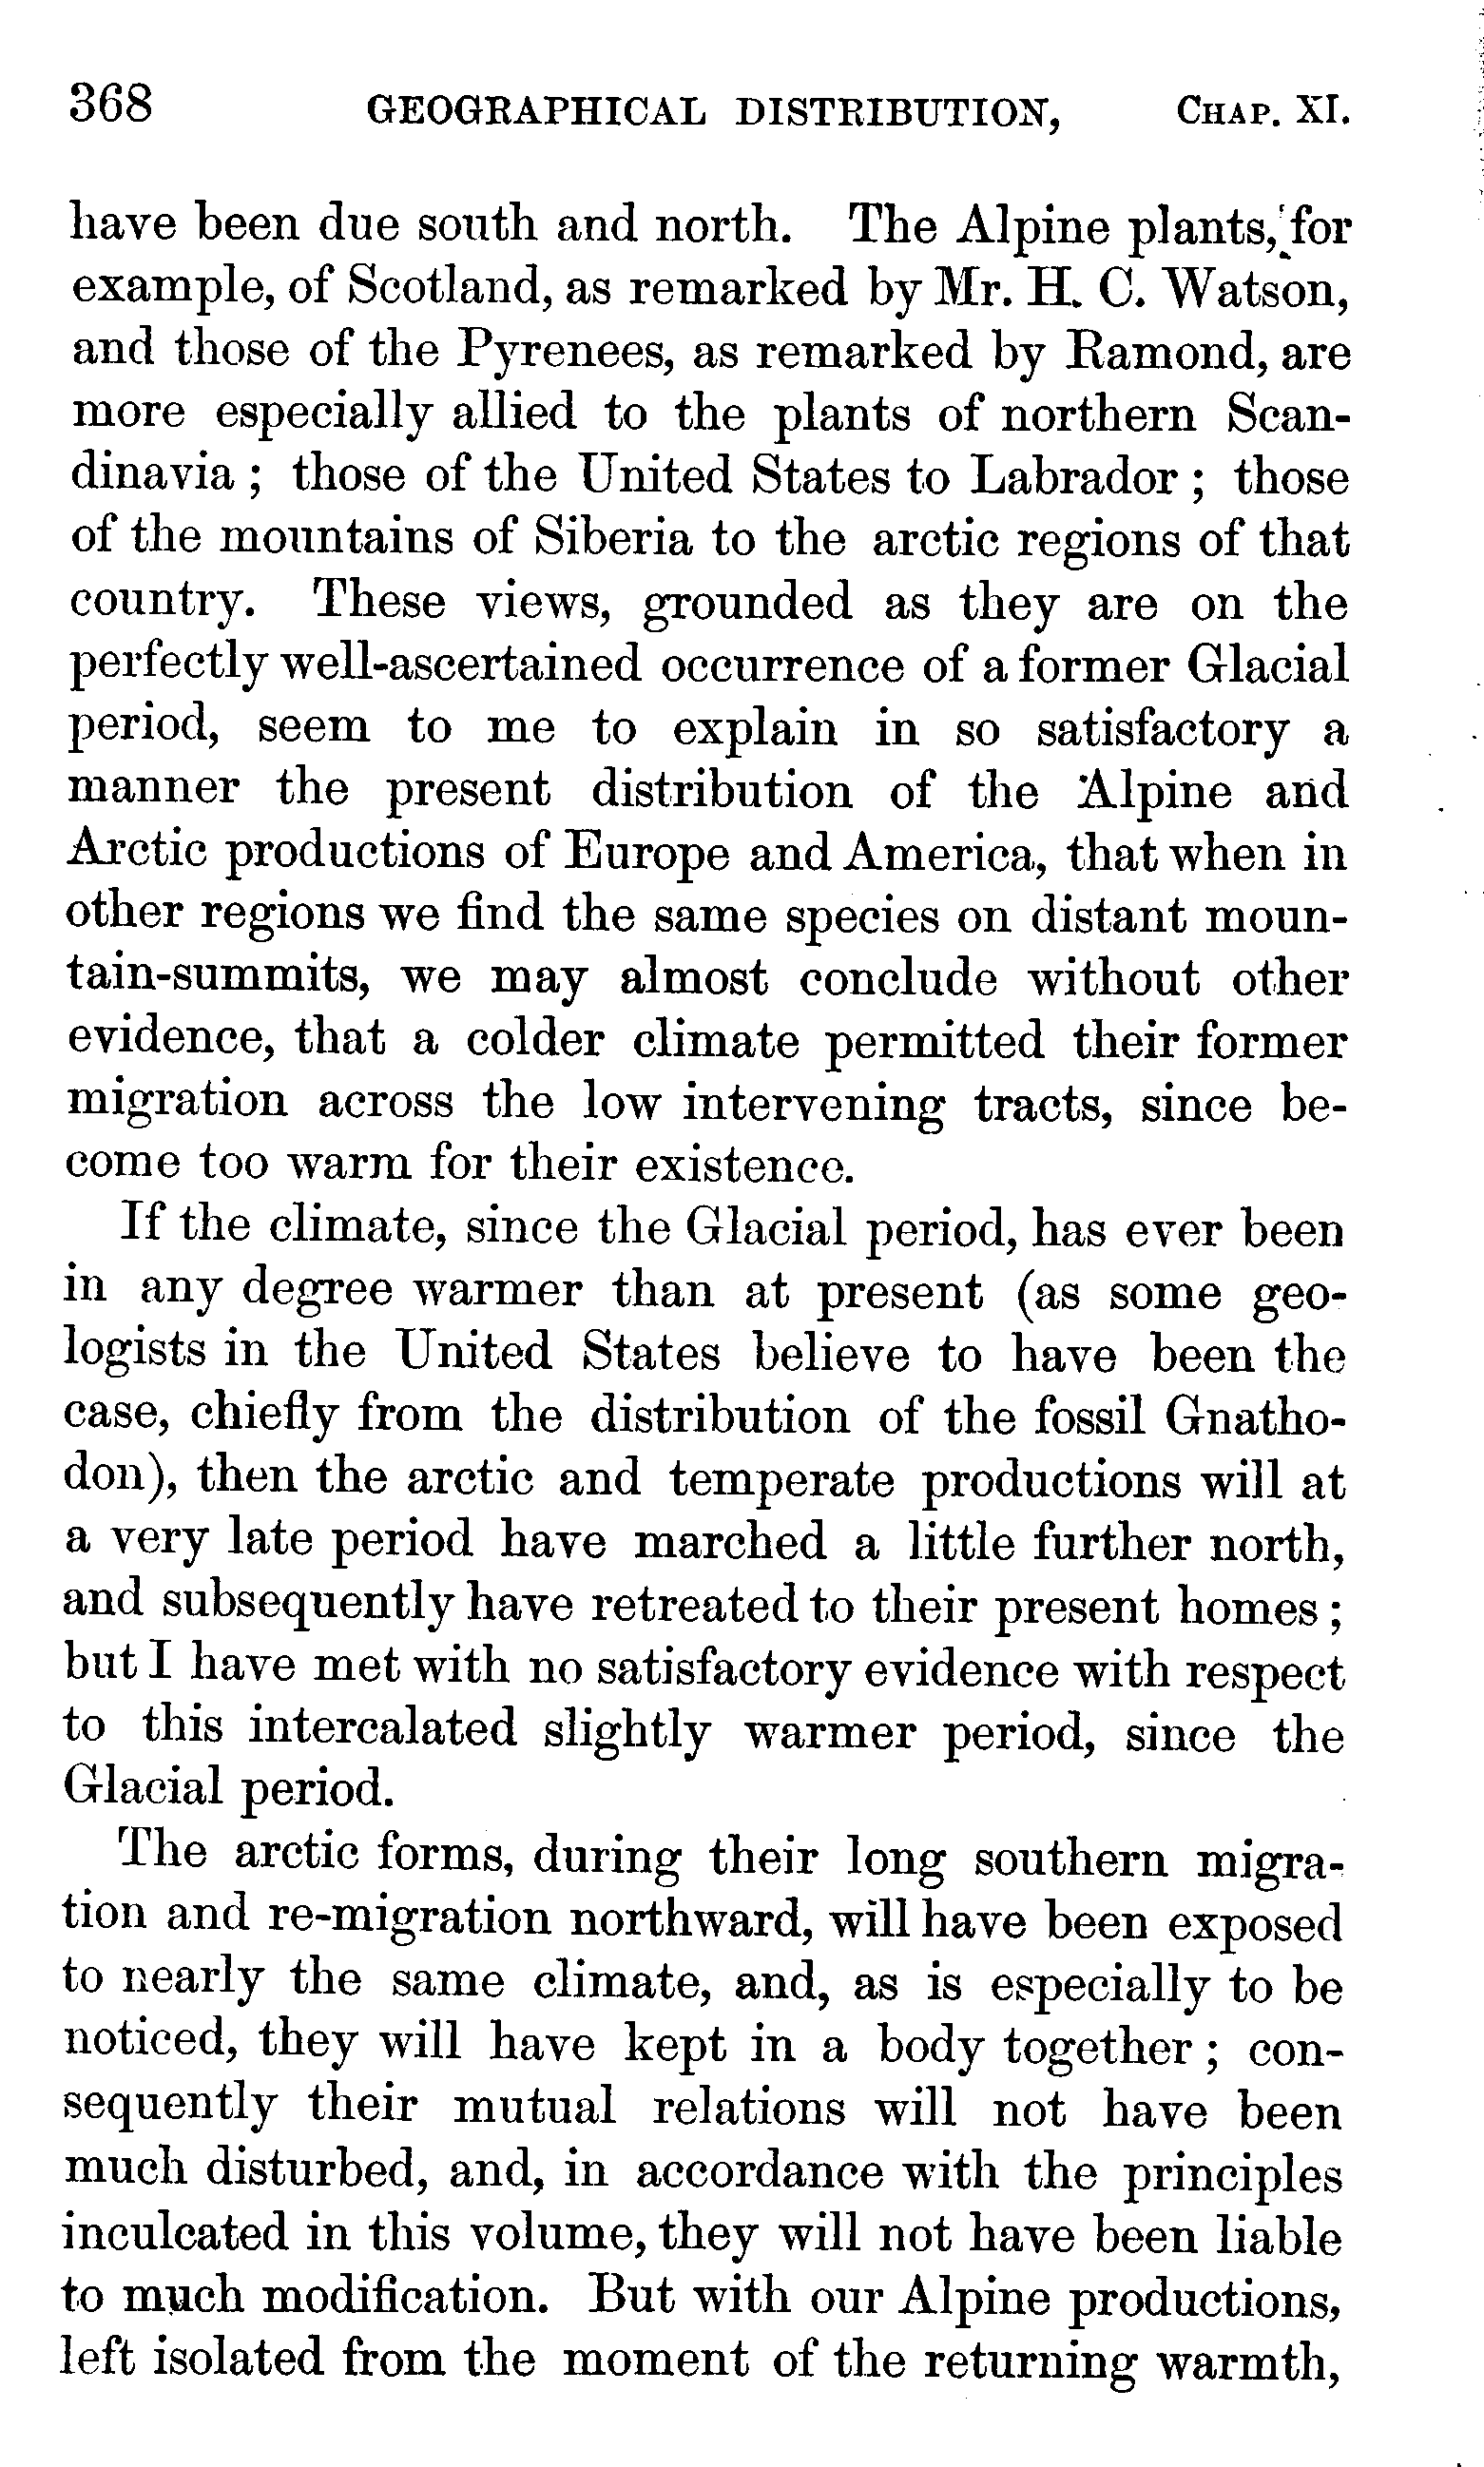 368 GEOGRAPHICAL DISTRIBUTION, CHAP. XI.
have been due south and north. The Alpine plants, for
example, of Scotland, as remarked by Mr. H. C. Watson,
and those of the Pyrenees, as remarked by Ramond, are
more especially allied to the plants of northern Scan-
dinavia ; those of the United States to Labrador ; those
of the mountains of Siberia to the arctic regions of that
country. These views, grounded as they are on the
perfectly well-ascertained occurrence of a former Glacial
period, seem to me to explain in so satisfactory a
manner the present distribution of the Alpine and
Arctic productions of Europe and America, that when in
other regions we find the same species on distant moun-
tain-summits, we may almost conclude without other
evidence, that a colder climate permitted their former
migration across the low intervening tracts, since be-
come too warm for their existence.
If the climate, since the Glacial period, has ever been
in any degree warmer than at present (as some geo-
logists in the United States believe to have been the
case, chiefly from the distribution of the fossil Gnatho-
don), then the arctic and temperate productions will at
a very late period have marched a little further north,
and subsequently have retreated to their present homes ;
but I have met with no satisfactory evidence with respect
to this intercalated slightly warmer period, since the
Glacial period.
The arctic forms, during their long southern migra-
tion and re-migration northward, will have been exposed
to nearly the same climate, and, as is especially to be
noticed, they will have kept in a body together ; con-
sequently their mutual relations will not have been
much disturbed, and, in accordance with the principles
inculcated in this volume, they will not have been liable
to much modification. But with our Alpine productions,
left isolated from the moment of the returning warmth,